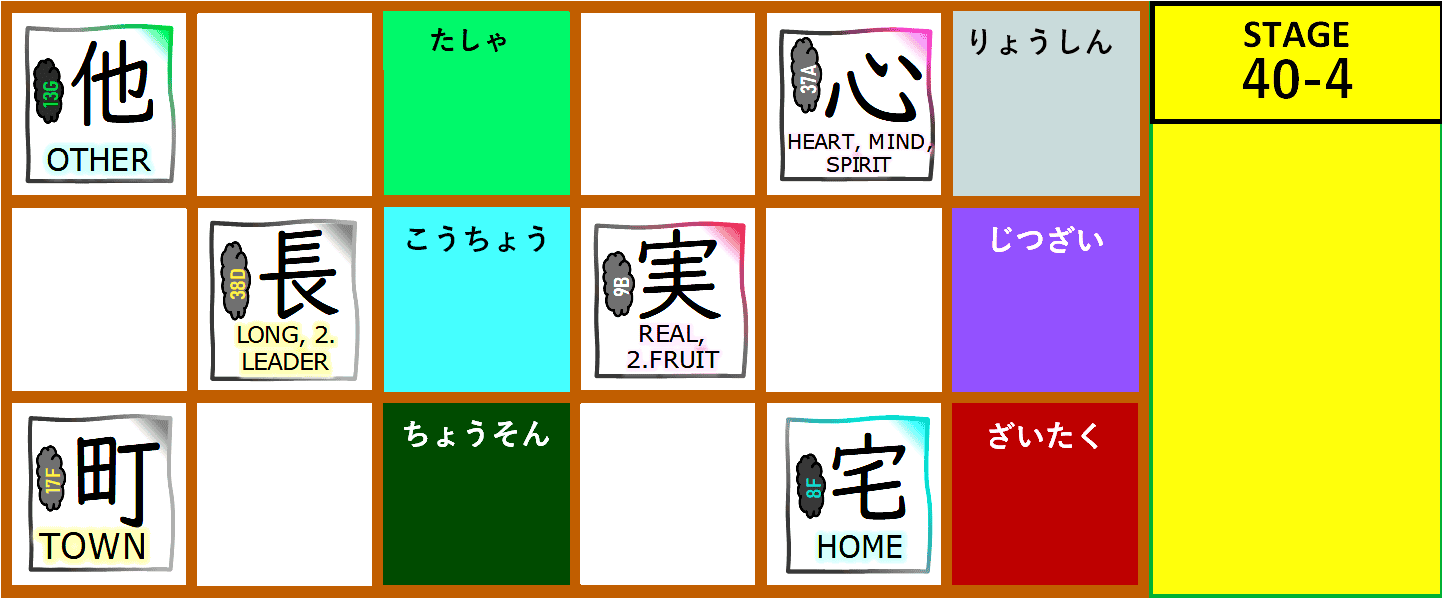 13G
他
OTHER
たしゃ
37A
心
HEART, MIND,
SPIRIT
りょうしん
STAGE
40-4
38D
長
LONG, 2.
LEADER
こうちょう
9B
実
REAL,
2.FRUIT
じつざい
17F
町
TOWN
ちょうそん
8F
宅
HOME
ざいたく